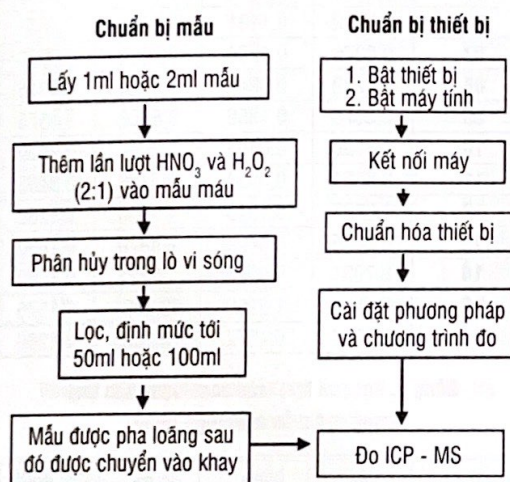 Chuẩn bị mẫu
Lấy 1ml hoặc 2ml mẫu
Thêm lần lượt HNO₃ và H₂O₂
(2:1) vào mẫu máu
Phân hủy trong lò vi sóng
Lọc, định mức tới
50ml hoặc 100ml
Mẫu được pha loãng sau
đó được chuyển vào khay
Chuẩn bị thiết bị
1. Bật thiết bị
2. Bật máy tính
Kết nối máy
Chuẩn hóa thiết bị
Cài đặt phương pháp
và chương trình đo
Đo ICP - MS